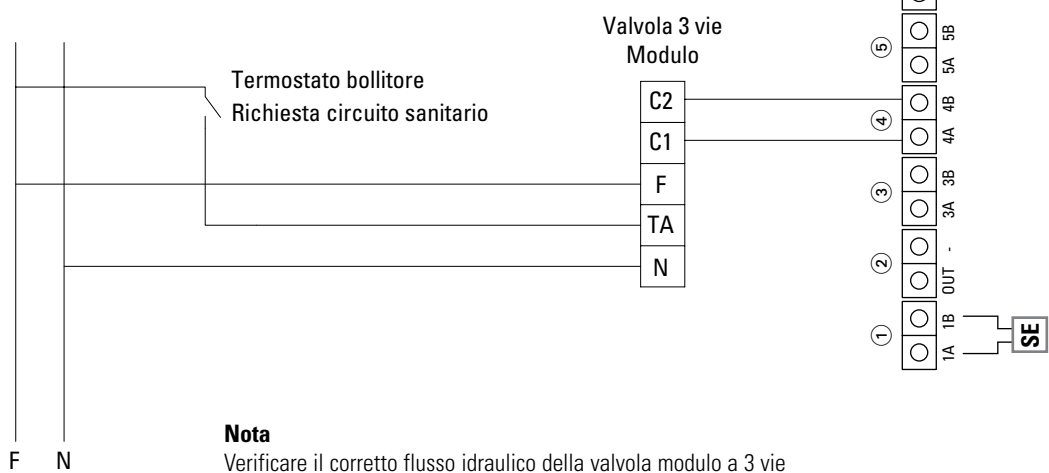 Valvola 3 vie
Modulo
Termostato bollitore
Richiesta circuito sanitario
C2
C1
F
TA
N
5 5B
5A
4 4B
4A
3 3B
3A
2 -
OUT
1 1B
1A
SE
F N
Nota
Verificare il corretto flusso idraulico della valvola modulo a 3 vie